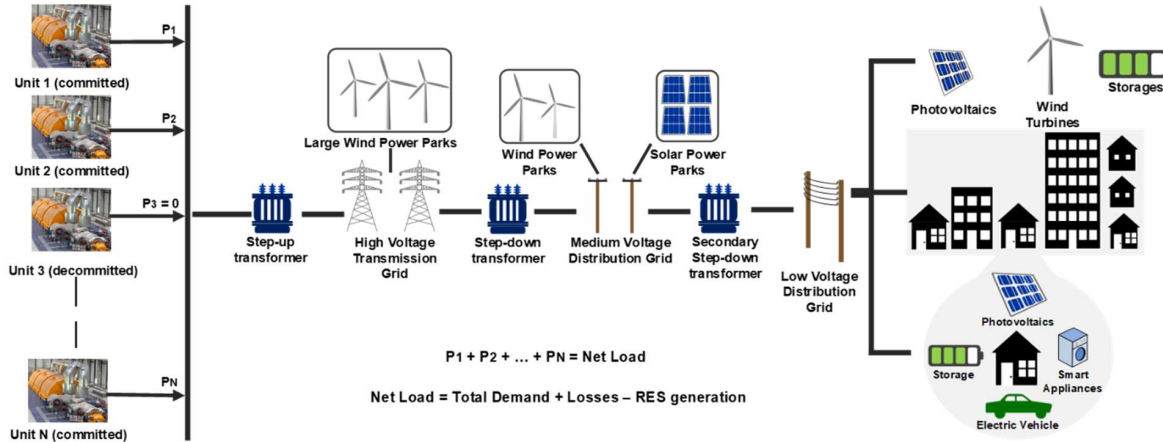 P1
Unit 1 (committed)
P2
Unit 2 (committed)
P3 = 0
Unit 3 (decommitted)
PN
Unit N (committed)
Step-up
transformer
Large Wind Power Parks
High Voltage
Transmission
Grid
Step-down
transformer
Wind Power
Parks
Solar Power
Parks
Medium Voltage
Distribution Grid
Secondary
Step-down
transformer
Low Voltage
Distribution
Grid
Photovoltaics
Wind
Turbines
Storages
Photovoltaics
Storage
Smart
Appliances
Electric Vehicle
P1 + P2 + ... + PN = Net Load
Net Load = Total Demand + Losses – RES generation